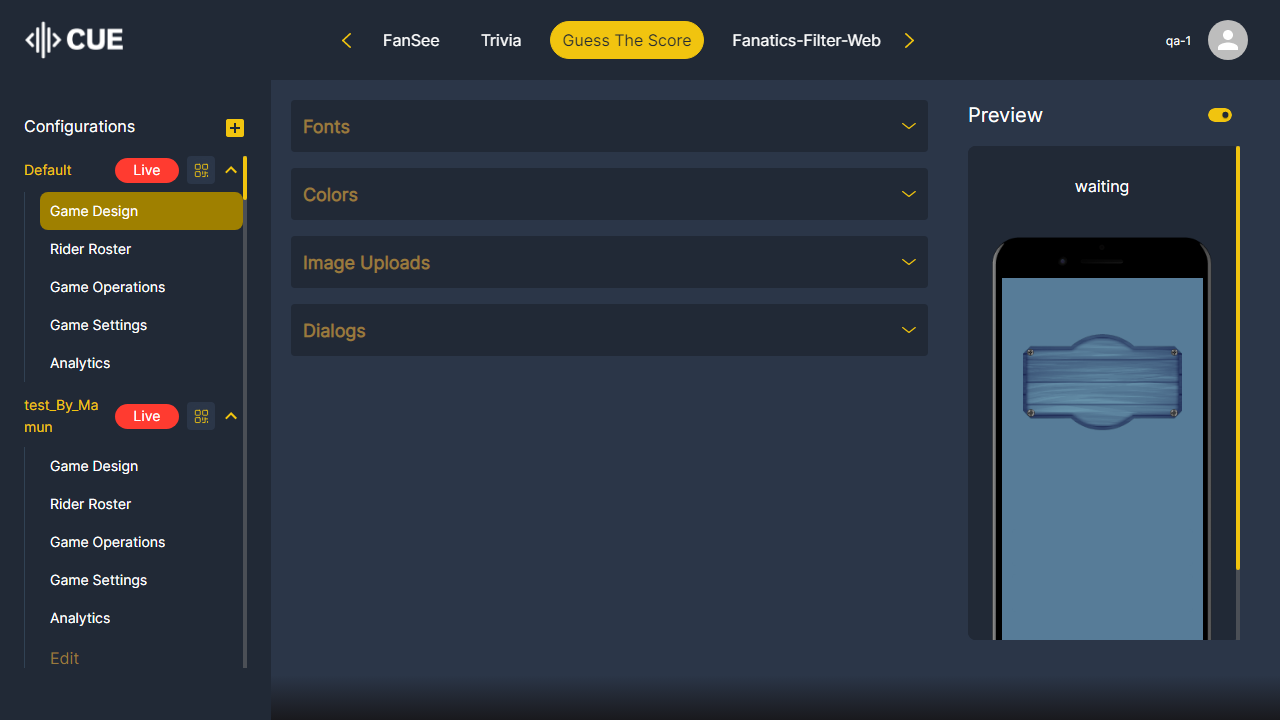 CUE
FanSee
Trivia
Guess The Score
Fanatics-Filter-Web
qa-1
Configurations
Default
Live
Game Design
Rider Roster
Game Operations
Game Settings
Analytics
test_By_Ma
mun
Live
Game Design
Rider Roster
Game Operations
Game Settings
Analytics
Edit
Fonts
Colors
Image Uploads
Dialogs
Preview
waiting